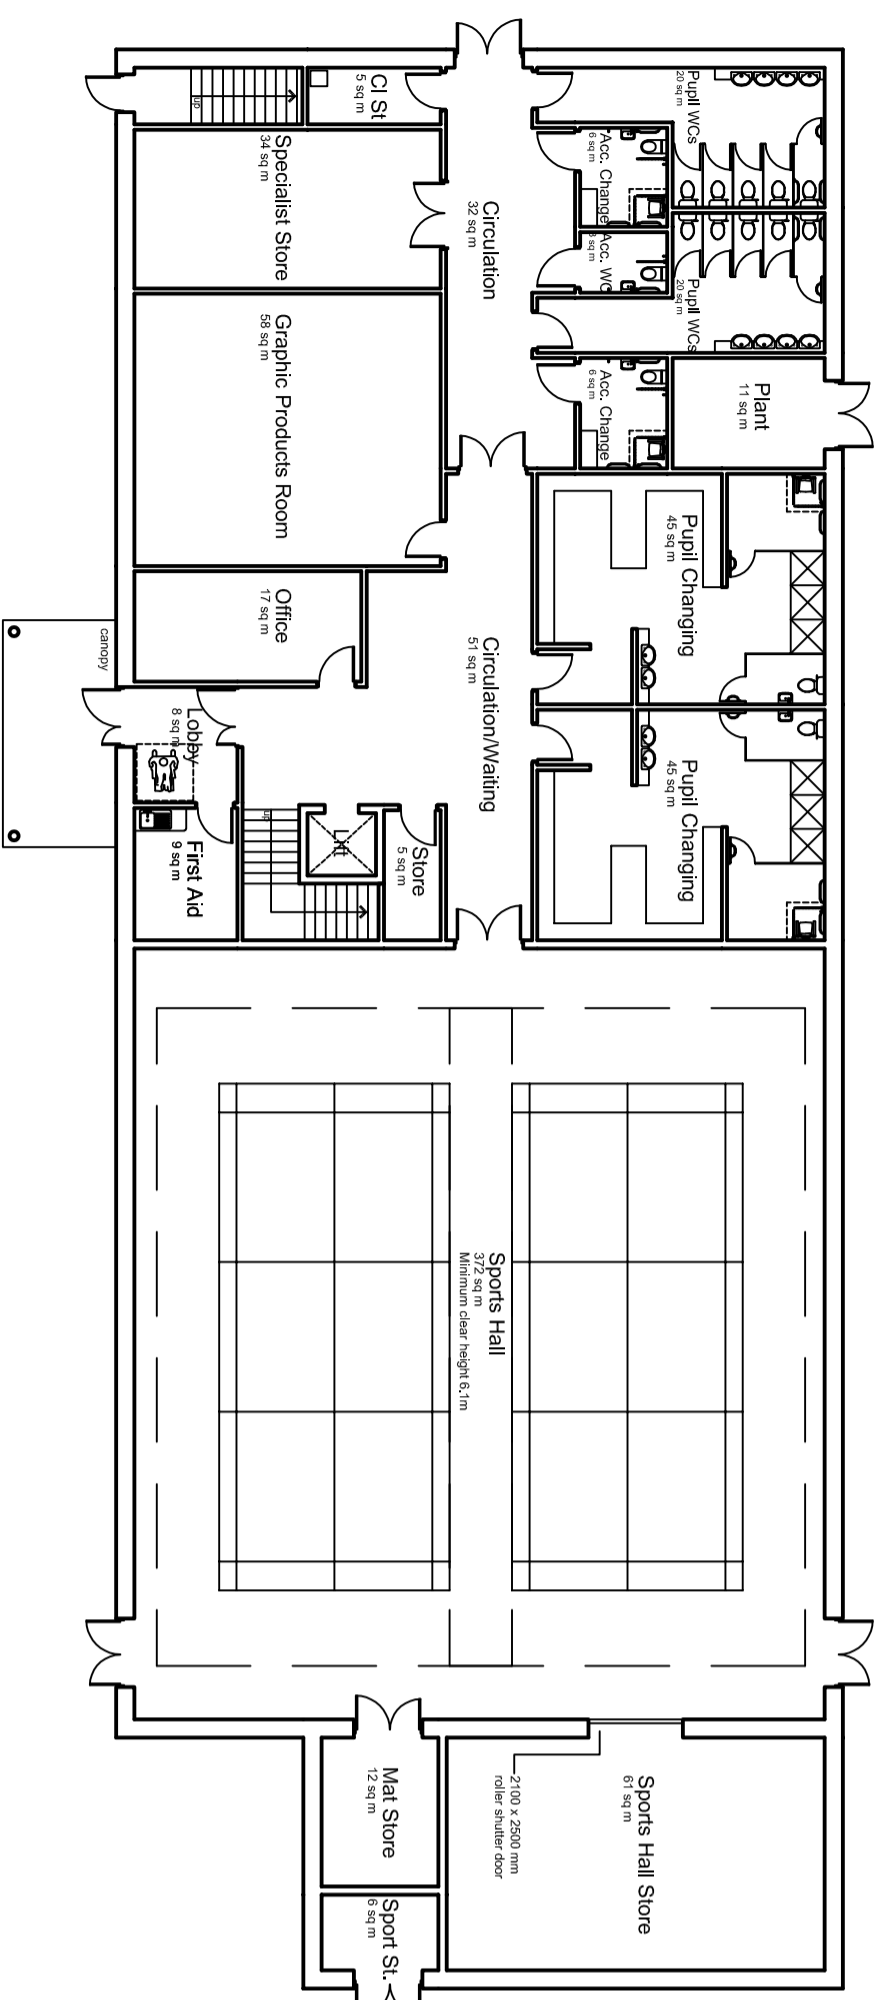 Pupil WCs
20 sq m
Pupil WCs
20 sq m
Plant
11 sq m
Acc. Change
6 sq m
Acc. WC
sq m
Acc. Change
6 sq m
Pupil Changing
45 sq m
Pupil Changing
45 sq m
Sports Hall Store
61 sq m
2100 x 2500 mm
roller shutter door
Circulation
32 sq m
Circulation/Waiting
51 sq m
Sports Hall
372 sq m
Minimum clear height 6.1m
Cl St
5 sq m
Store
5 sq m
Lift
Mat Store
12 sq m
Sport St.
6 sq m
up
Specialist Store
34 sq m
Graphic Products Room
58 sq m
Office
17 sq m
up
Lobby
8 sq m
First Aid
9 sq m
canopy